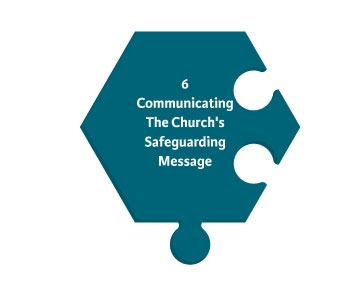 6
Communicating
The Church's
Safeguarding
Message